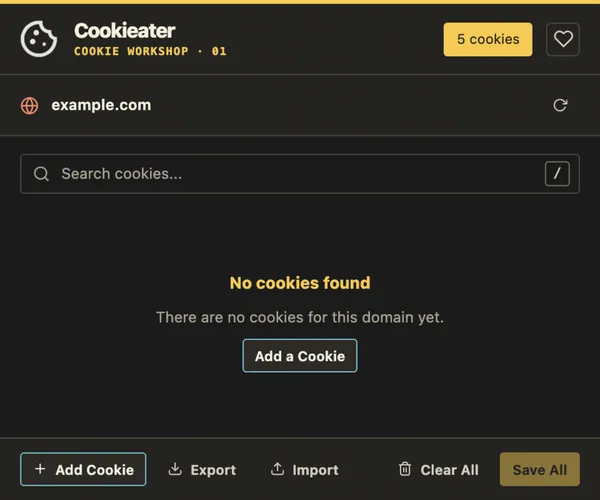 Cookieater
COOKIE WORKSHOP · 01
5 cookies
example.com
Search cookies...
/
No cookies found
There are no cookies for this domain yet.
Add a Cookie
+ Add Cookie
Export
Import
Clear All
Save All